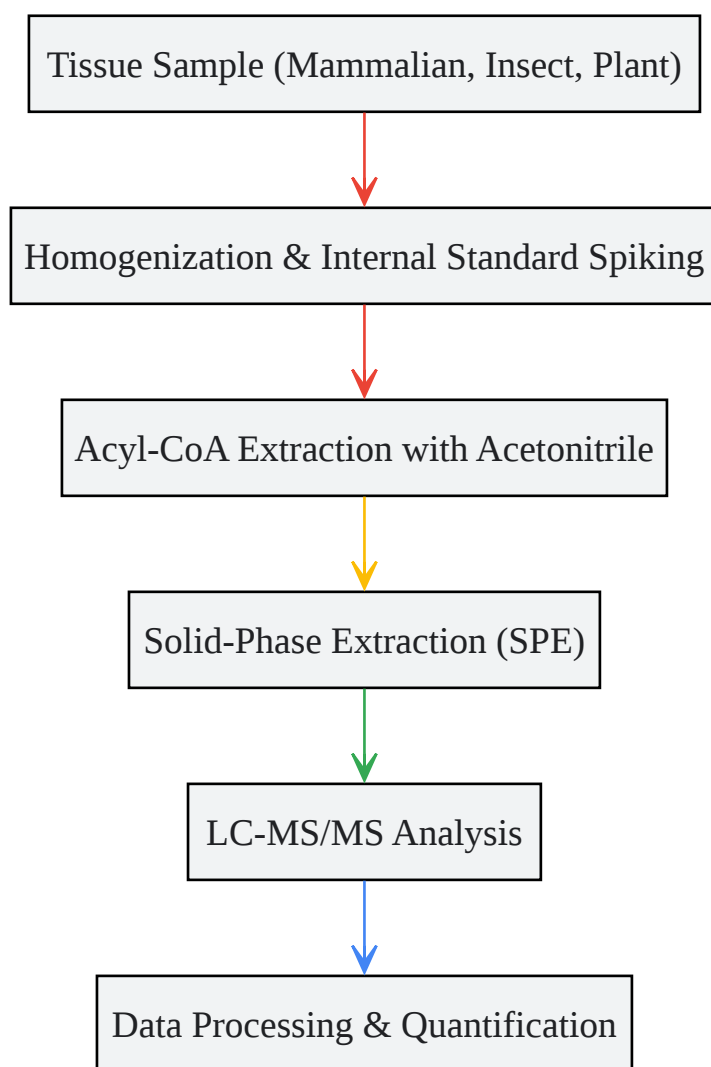 Tissue Sample (Mammalian, Insect, Plant)
Homogenization & Internal Standard Spiking
Acyl-CoA Extraction with Acetonitrile
Solid-Phase Extraction (SPE)
LC-MS/MS Analysis
Data Processing & Quantification